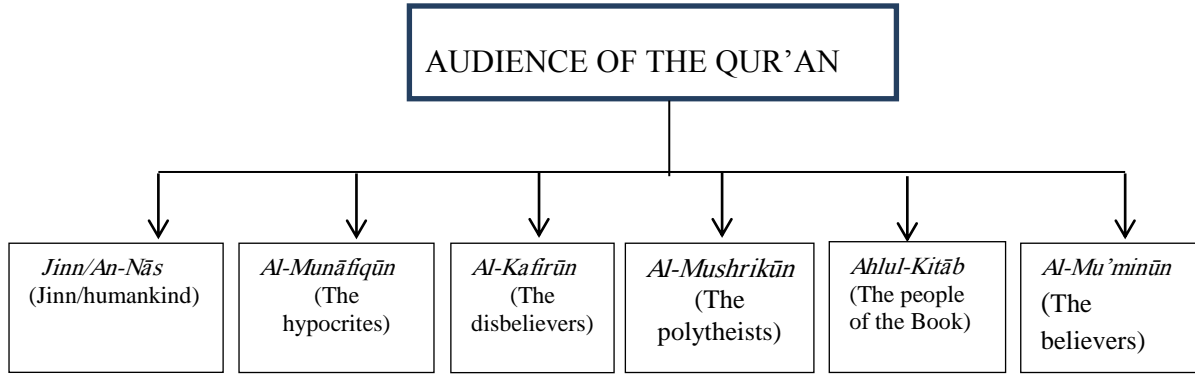 AUDIENCE OF THE QUR’AN
Jinn/An-Nās
(Jinn/humankind)
Al-Munāfiqūn
(The
hypocrites)
Al-Kafirūn
(The
disbelievers)
Al-Mushrikūn
(The
polytheists)
Ahlul-Kitāb
(The people
of the Book)
Al-Mu’minūn
(The
believers)